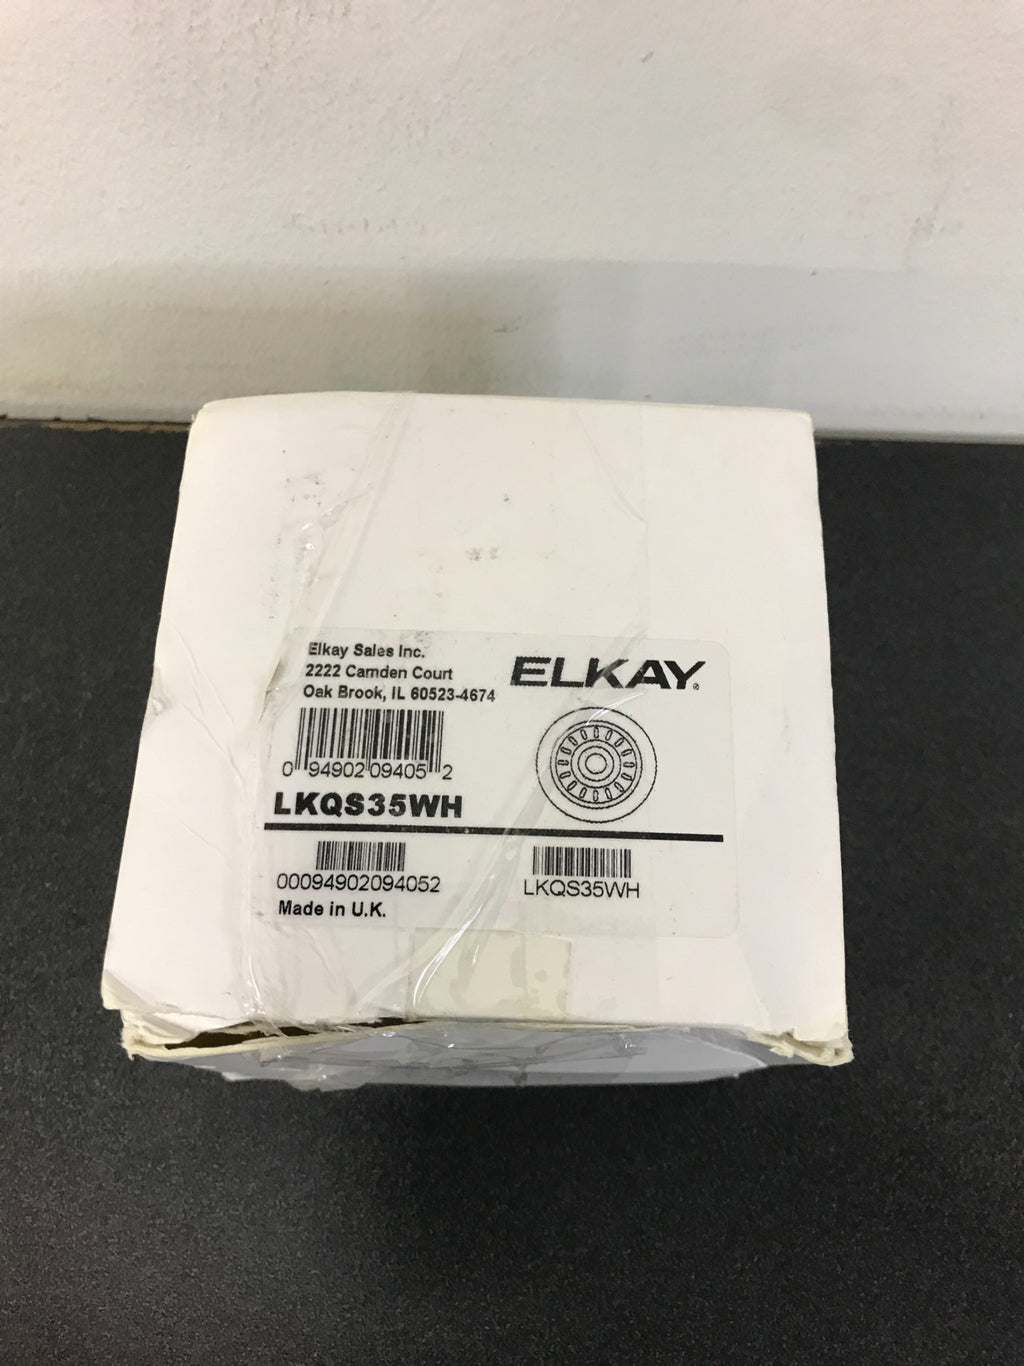 Elkay Sales Inc.
2222 Camden Court
Oak Brook, IL 60523-4674
ELKAY®
0 94902 09405 2
LKQS35WH
00094902094052
LKQS35WH
Made in U.K.